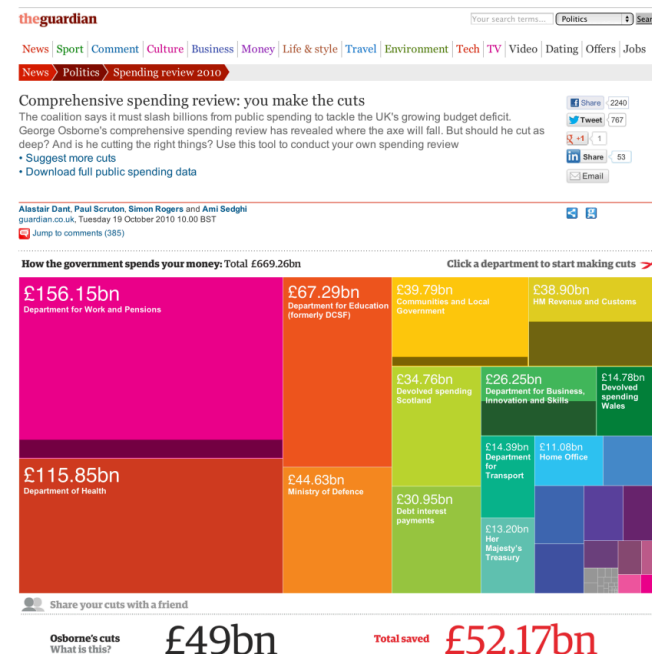 theguardian
Your search terms... Politics Sear
News Sport Comment Culture Business Money Life & style Travel Environment Tech TV Video Dating Offers Jobs
News Politics Spending review 2010
Comprehensive spending review: you make the cuts
The coalition says it must slash billions from public spending to tackle the UK's growing budget deficit.
George Osborne's comprehensive spending review has revealed where the axe will fall. But should he cut as
deep? And is he cutting the right things? Use this tool to conduct your own spending review
• Suggest more cuts
• Download full public spending data
Share 2240
Tweet 767
+1 1
in Share 53
Email
Alastair Dant, Paul Scruton, Simon Rogers and Ami Sedghi
guardian.co.uk, Tuesday 19 October 2010 10.00 BST
Jump to comments (385)
How the government spends your money: Total £669.26bn
Click a department to start making cuts
£156.15bn
Department for Work and Pensions
£67.29bn
Department for Education
(formerly DCSF)
£39.79bn
Communities and Local
Government
£38.90bn
HM Revenue and Customs
£34.76bn
Devolved spending
Scotland
£26.25bn
Department for Business,
Innovation and Skills
£14.78bn
Devolved
spending
Wales
£115.85bn
Department of Health
£44.63bn
Ministry of Defence
£30.95bn
Debt interest
payments
£14.39bn
Department
for
Transport
£11.08bn
Home Office
£13.20bn
Her
Majesty's
Treasury
Share your cuts with a friend
Osborne's cuts
What is this?
£49bn
Total saved
£52.17bn